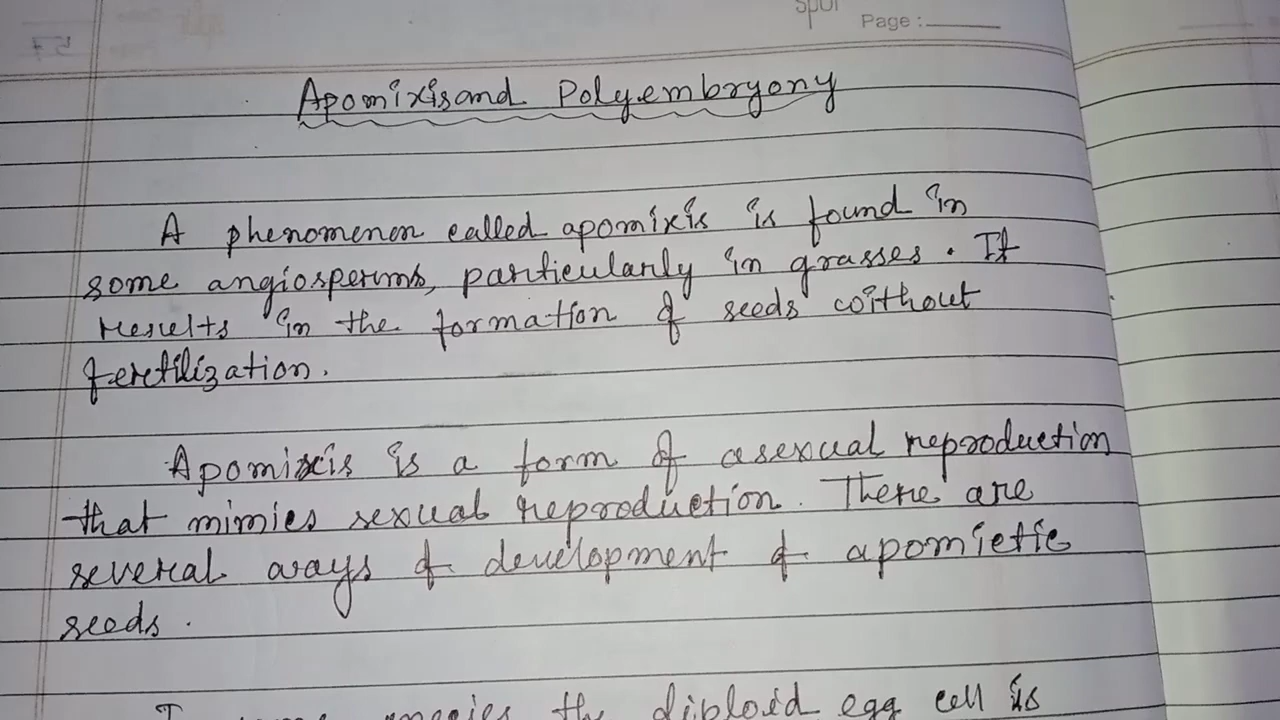 Page :
Apomixis and Polyembryony
A phenomenon called apomixis is found in
some angiosperms, particularly in grasses. It
results in the formation of seeds without
fertilization.
Apomixis is a form of asexual reproduction
that mimics sexual reproduction. There are
several ways of development of apomictic
seeds.
the diploid egg cell is